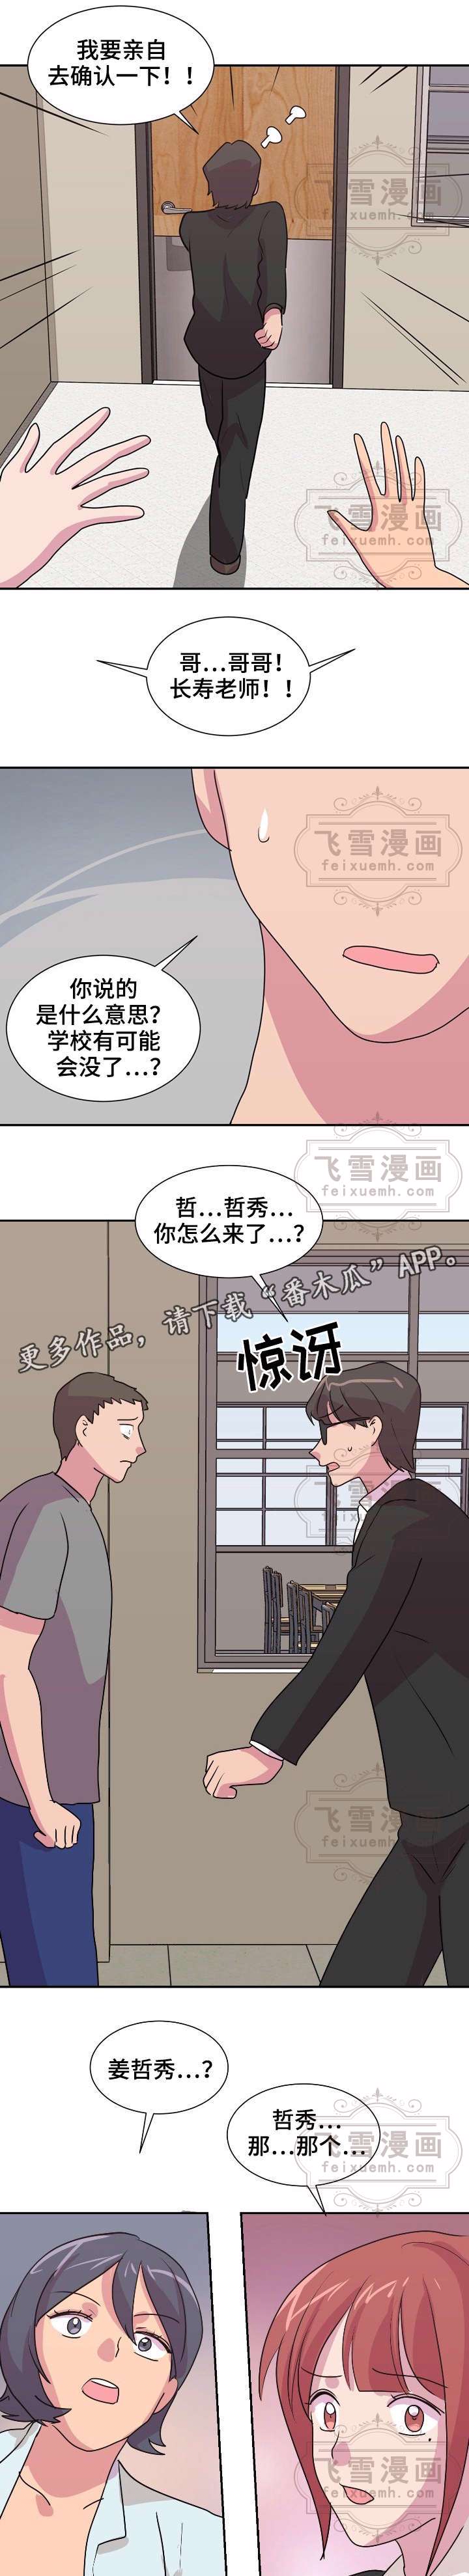 我要亲自
去确认一下！！
飞雪漫画
feixuemh.com
飞雪漫画
feixuemh.com
哥...哥哥！
长寿老师！！
飞雪漫画
feixuemh.com
你说的
是什么意思？
学校有可能
会没了...？
飞雪漫画
feixuemh.com
哲...哲秀...
你怎么来了...？
更多作品，请下载“番木瓜”APP。
惊讶
飞雪漫画
feixuemh.com
飞雪漫画
feixuemh.com
姜哲秀...？
哲秀...
那...那个...
飞雪漫画
feixuemh.com
飞雪漫画
feixuemh.com